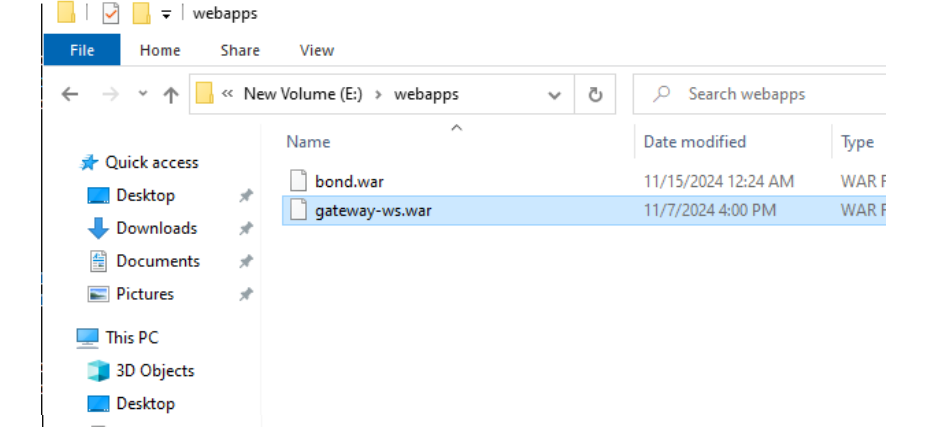 webapps
File Home Share View
« New Volume (E:) › webapps Search webapps
Name Date modified Type
Quick access
bond.war 11/15/2024 12:24 AM WAR F
Desktop
gateway-ws.war 11/7/2024 4:00 PM WAR F
Downloads
Documents
Pictures
This PC
3D Objects
Desktop